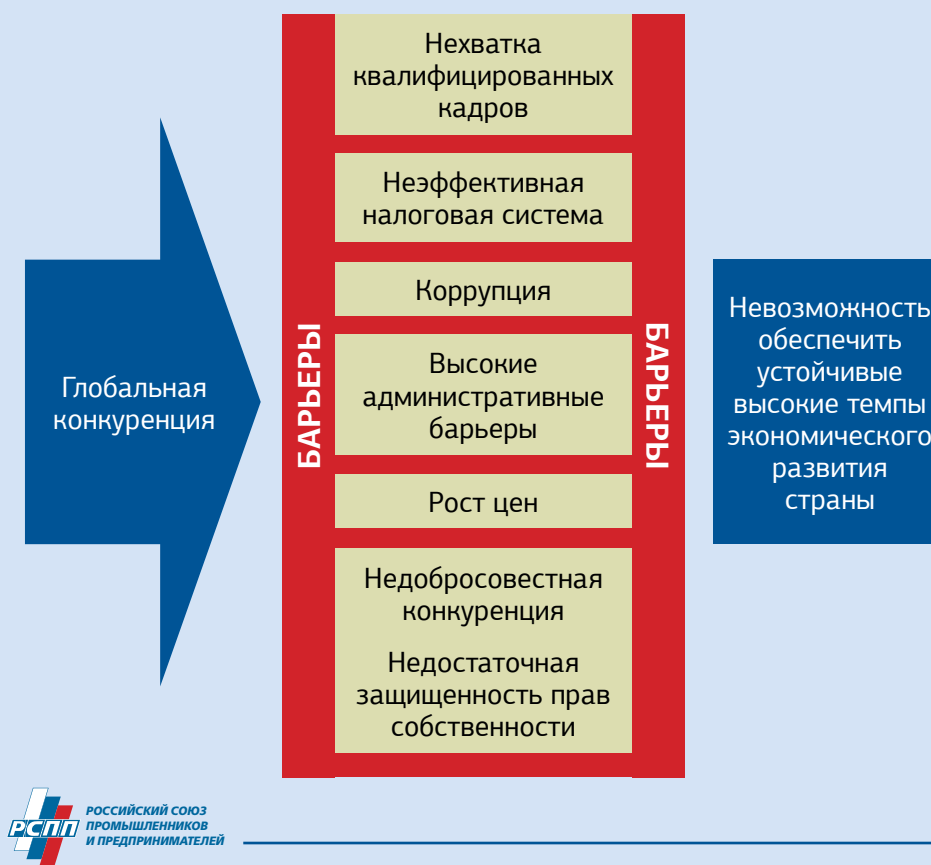 Глобальная
конкуренция
БАРЬЕРЫ
Нехватка
квалифицированных
кадров
Неэффективная
налоговая система
Коррупция
Высокие
административные
барьеры
Рост цен
Недобросовестная
конкуренция
Недостаточная
защищенность прав
собственности
БАРЬЕРЫ
Невозможность
обеспечить
устойчивые
высокие темпы
экономического
развития
страны
РСПП
РОССИЙСКИЙ СОЮЗ
ПРОМЫШЛЕННИКОВ
И ПРЕДПРИНИМАТЕЛЕЙ